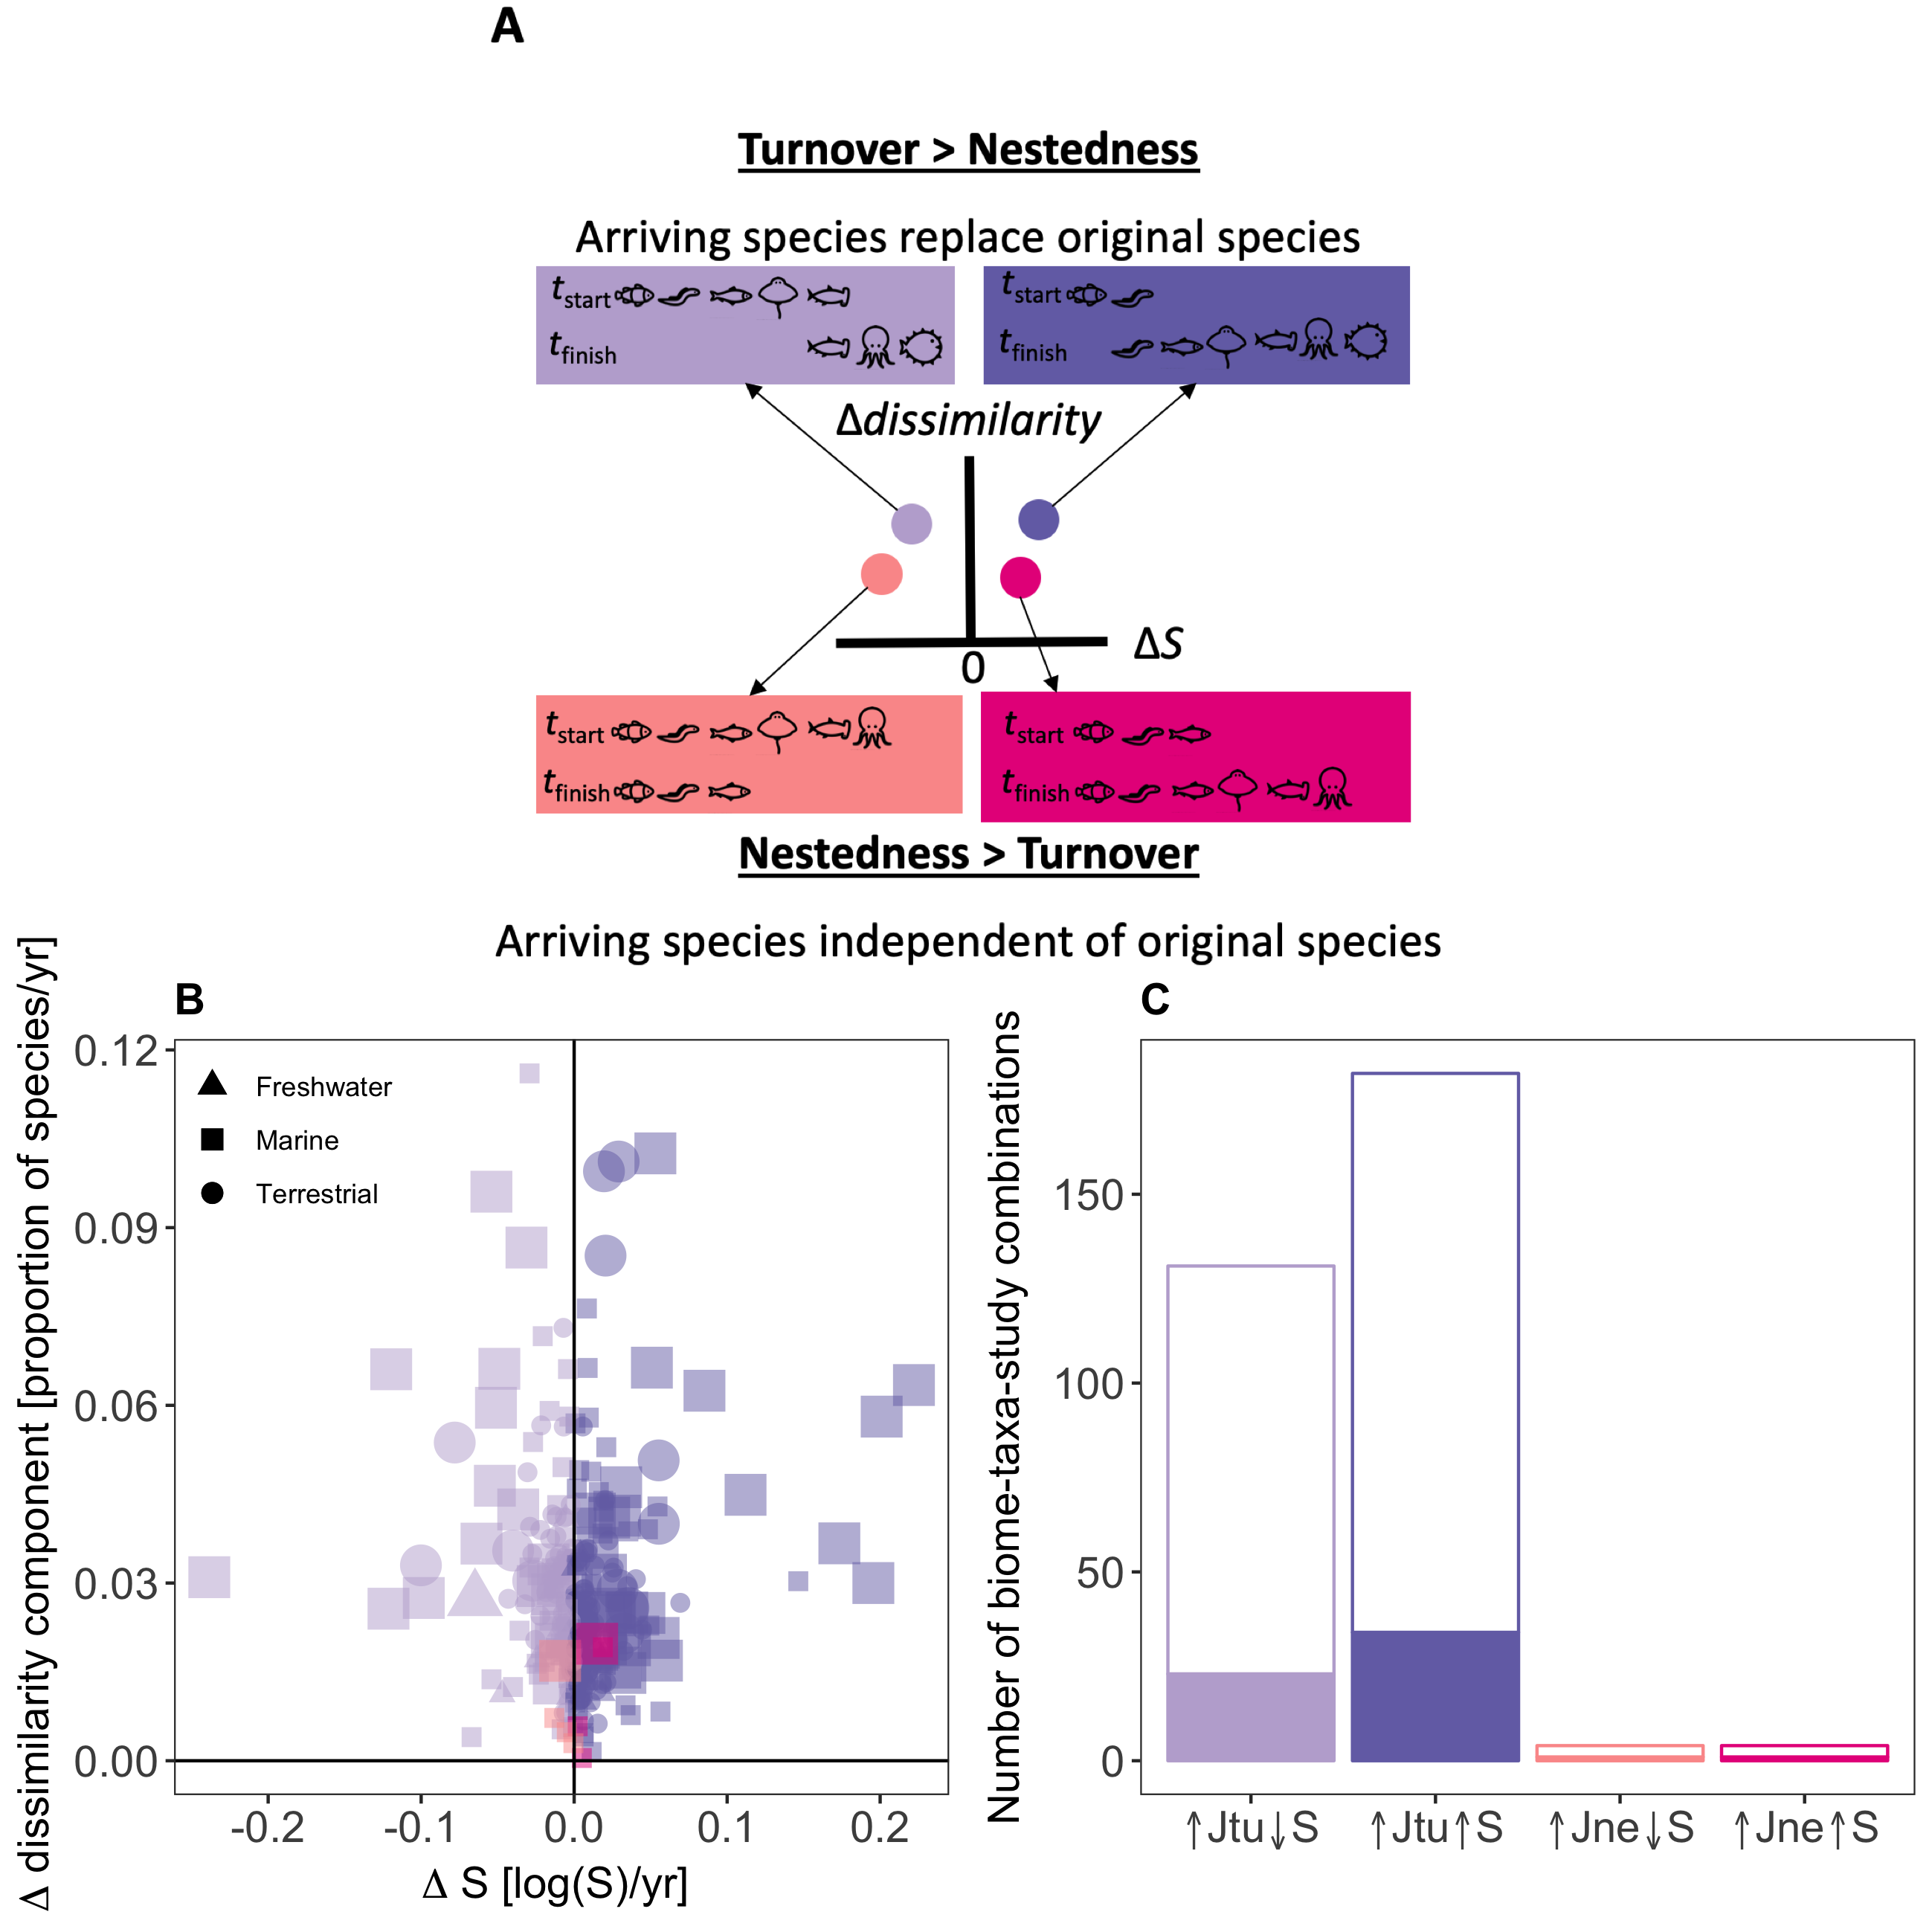 A
Turnover > Nestedness
Arriving species replace original species
tstart
tfinish
tstart
tfinish
Δdissimilarity
ΔS
0
tstart
tfinish
tstart
tfinish
Nestedness > Turnover
Arriving species independent of original species
B
Δ dissimilarity component [proportion of species/yr]
0.12
0.09
0.06
0.03
0.00
Freshwater
Marine
Terrestrial
-0.2 -0.1 0.0 0.1 0.2
Δ S [log(S)/yr]
C
Number of biome-taxa-study combinations
150
100
50
0
↑Jtu↓S ↑Jtu↑S ↑Jne↓S ↑Jne↑S